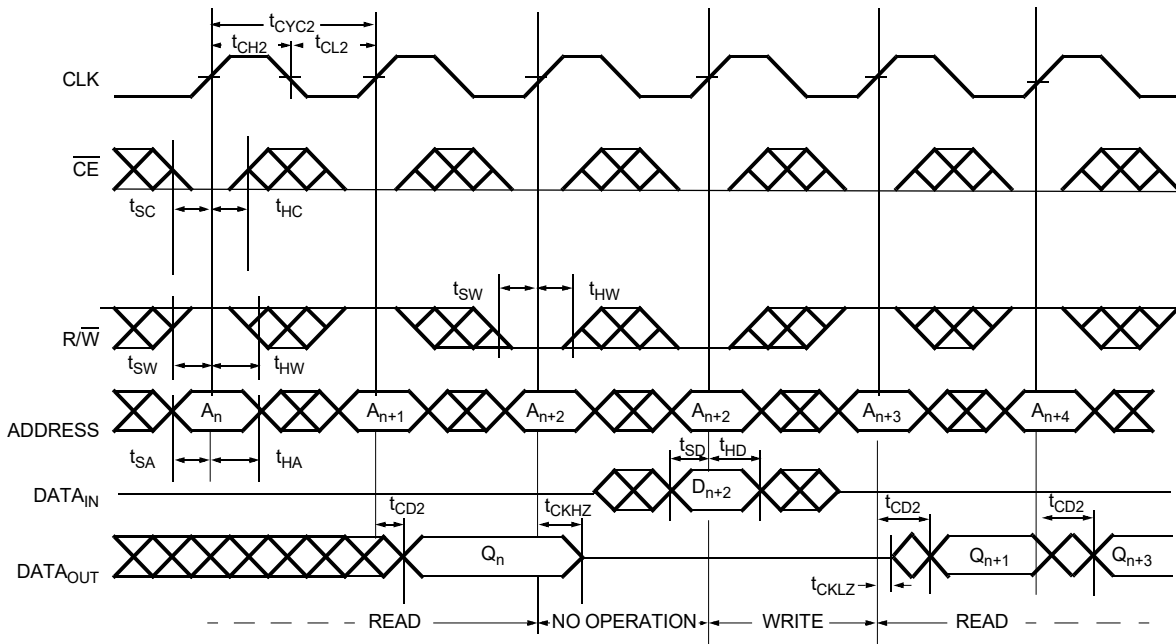 tCYC2
tCH2 tCL2
CLK
CE
tSC tHC
tSW tHW
R/W
tSW tHW
An An+1 An+2 An+2 An+3 An+4
ADDRESS
tSA tHA tSD tHD
DATAIN Dn+2
tCD2 tCKHZ tCD2 tCD2
Qn Qn+1 Qn+3
DATAOUT
tCKLZ
READ NO OPERATION WRITE READ